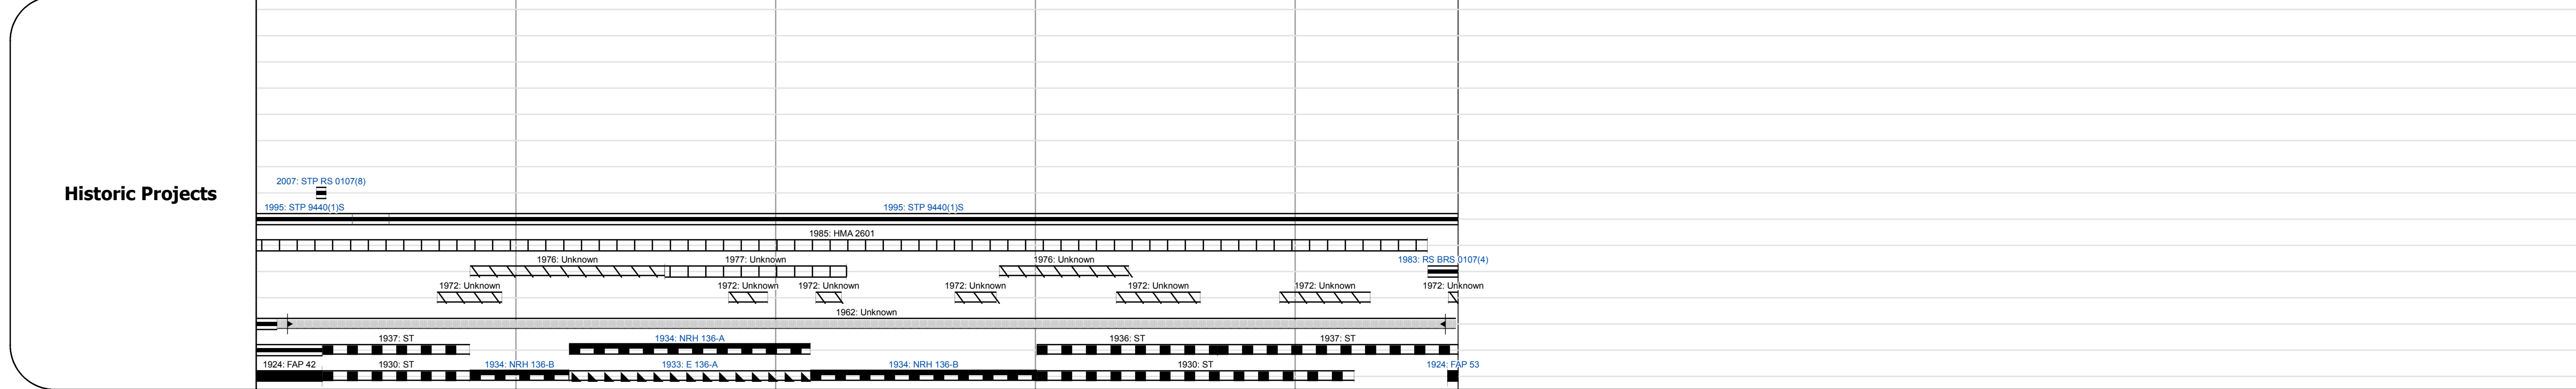 Historic Projects
2007: STP RS 0107(8)
1995: STP 9440(1)S 1995: STP 9440(1)S
1985: HMA 2601
1976: Unknown 1977: Unknown 1976: Unknown 1983: RS BRS 0107(4)
1972: Unknown 1972: Unknown 1972: Unknown 1972: Unknown 1972: Unknown 1972: Unknown 1972: Unknown
1962: Unknown
1937: ST 1934: NRH 136-A 1936: ST 1937: ST
1924: FAP 42 1930: ST 1934: NRH 136-B 1933: E 136-A 1934: NRH 136-B 1930: ST 1924: FAP 53